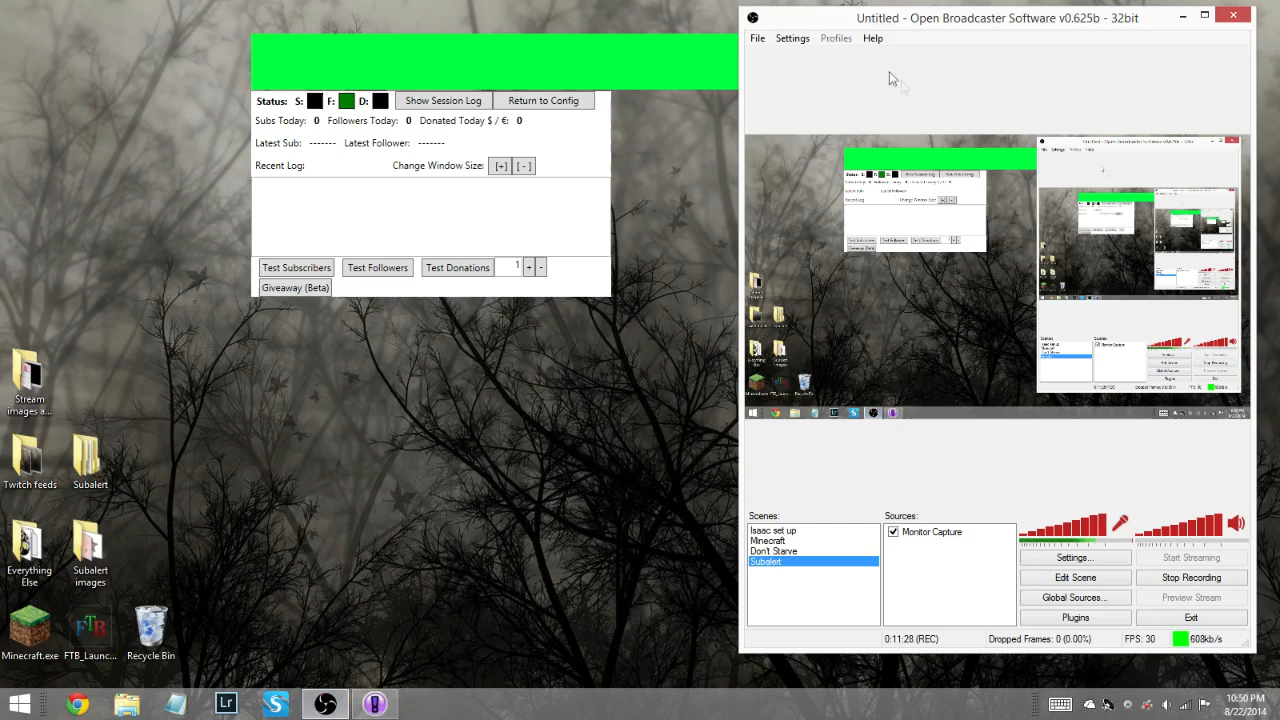 Untitled - Open Broadcaster Software v0.625b - 32bit
File Settings Profiles Help
Status: S: F: D: Show Session Log Return to Config
Subs Today: 0 Followers Today: 0 Donated Today $ / €: 0
Latest Sub: ------- Latest Follower: -------
Recent Log: Change Window Size: [+] [ - ]
Test Subscribers Test Followers Test Donations 1 + -
Giveaway (Beta)
Stream
images a...
Twitch feeds
Subalert
Everything
Else
Subalert
images
Minecraft.exe
FTB_Launc...
Recycle Bin
Scenes:
Isaac set up
Minecraft
Don't Starve
Subalert
Sources:
Monitor Capture
Settings...
Start Streaming
Edit Scene
Stop Recording
Global Sources...
Preview Stream
Plugins
Exit
0:11:28 (REC) Dropped Frames: 0 (0.00%) FPS: 30 608kb/s
Lr
10:50 PM
8/22/2014